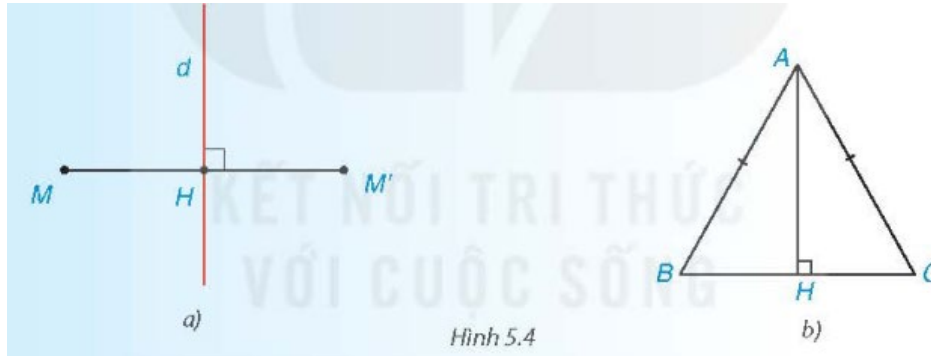 d
M
H
M'
a)
A
B
H
C
b)
Hình 5.4
KẾT NỐI TRI THỨC
VỚI CUỘC SỐNG